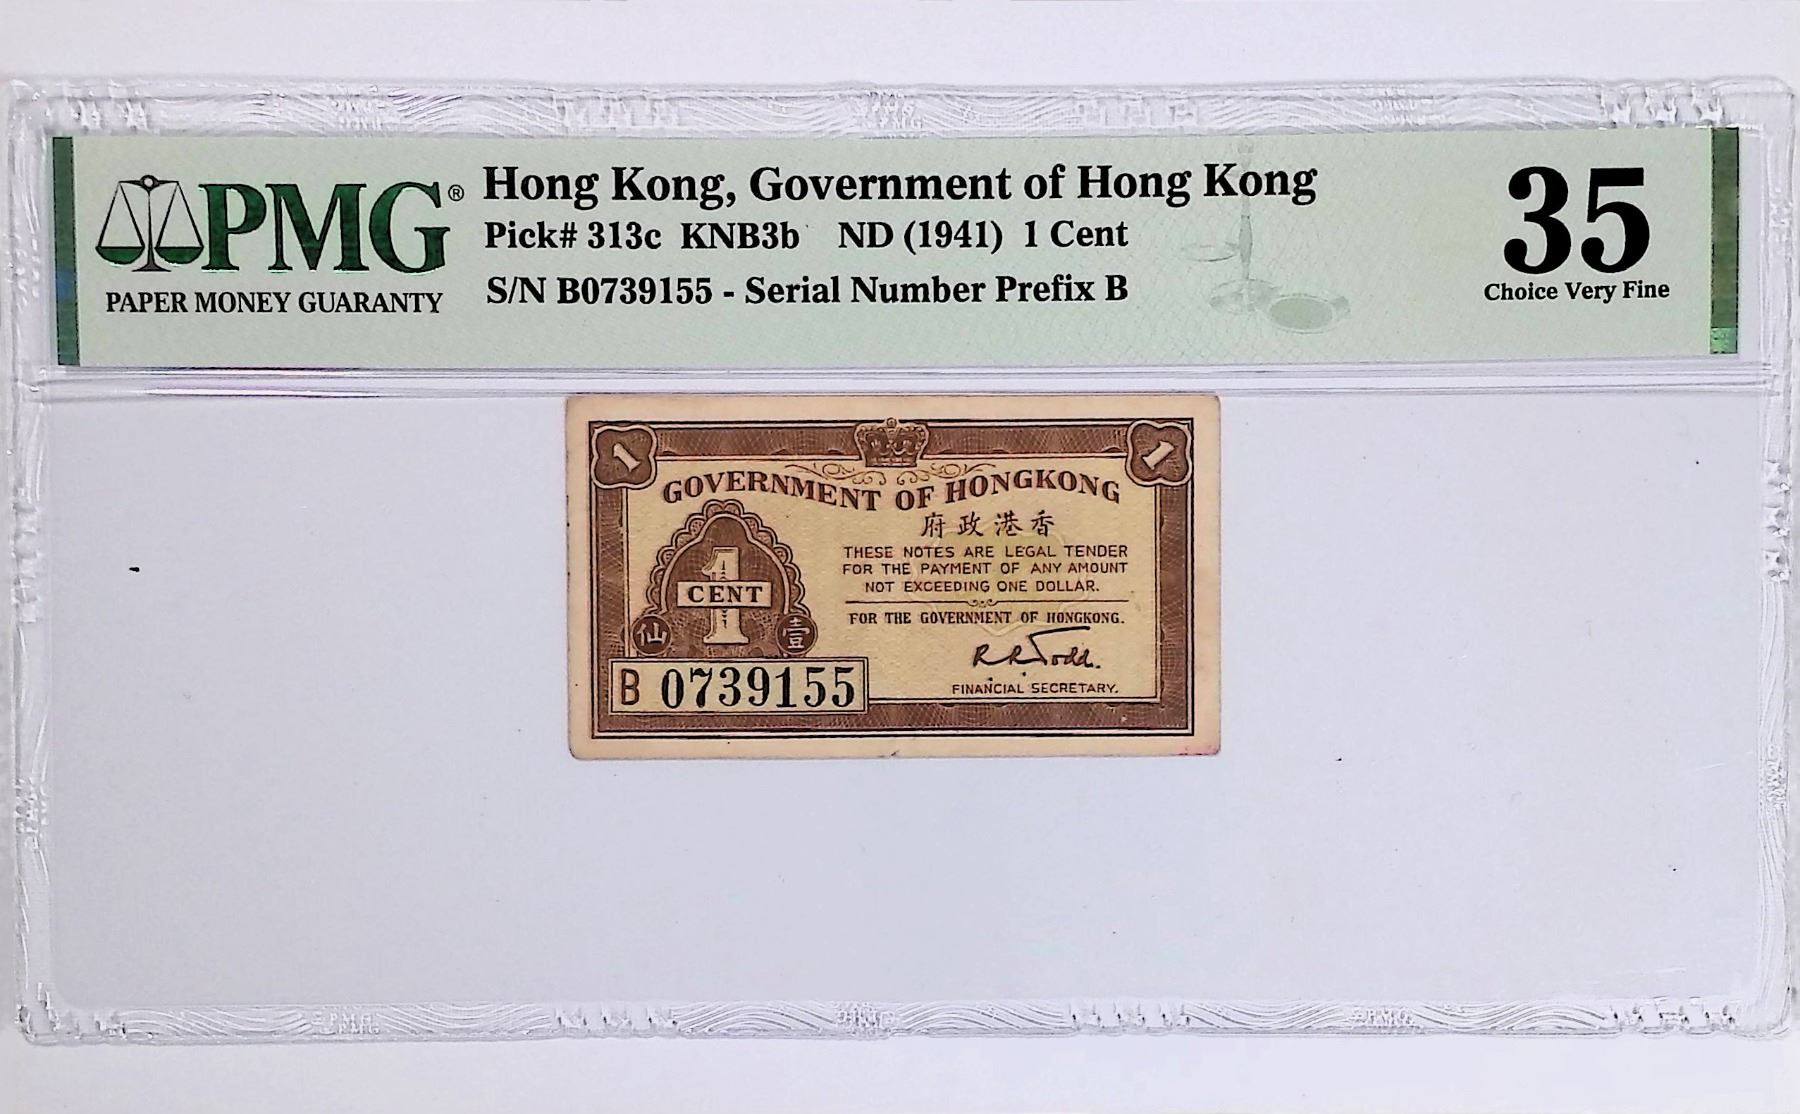 PMG®
PAPER MONEY GUARANTY
Hong Kong, Government of Hong Kong
Pick# 313c KNB3b ND (1941) 1 Cent
S/N B0739155 - Serial Number Prefix B
35
Choice Very Fine
1
1
GOVERNMENT OF HONGKONG
府政港香
THESE NOTES ARE LEGAL TENDER
FOR THE PAYMENT OF ANY AMOUNT
NOT EXCEEDING ONE DOLLAR.
FOR THE GOVERNMENT OF HONGKONG.
R R Todd.
FINANCIAL SECRETARY.
1
CENT
仙 壹
B 0739155